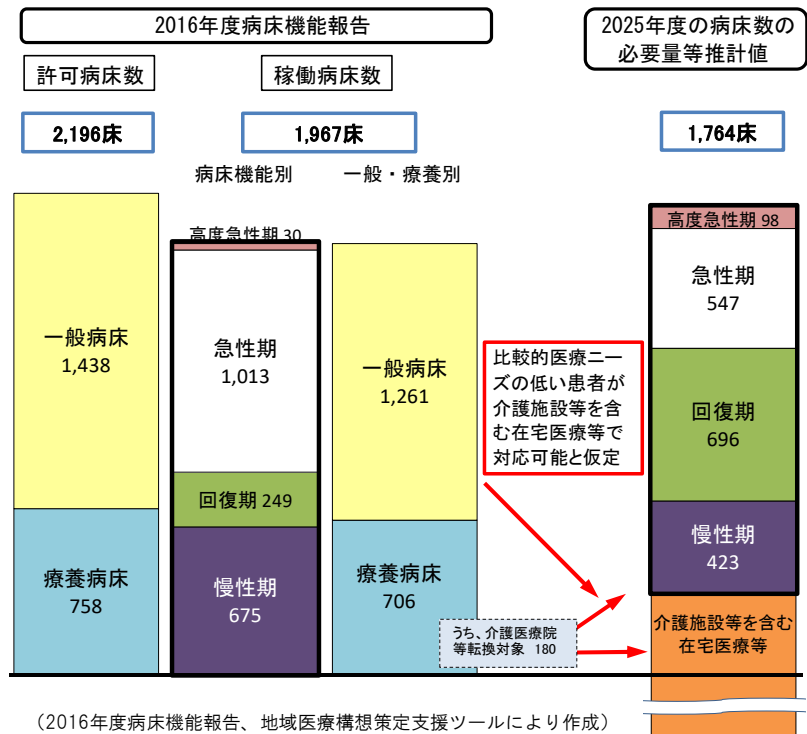 2016年度病床機能報告
許可病床数
稼働病床数
2,196床
1,967床
病床機能別
一般・療養別
2025年度の病床数の
必要量等推計値
1,764床
一般病床
1,438
療養病床
758
高度急性期 30
急性期
1,013
回復期 249
慢性期
675
一般病床
1,261
療養病床
706
比較的医療ニー
ズの低い患者が
介護施設等を含
む在宅医療等で
対応可能と仮定
うち、介護医療院
等転換対象 180
高度急性期 98
急性期
547
回復期
696
慢性期
423
介護施設等を含む
在宅医療等
（2016年度病床機能報告、地域医療構想策定支援ツールにより作成）